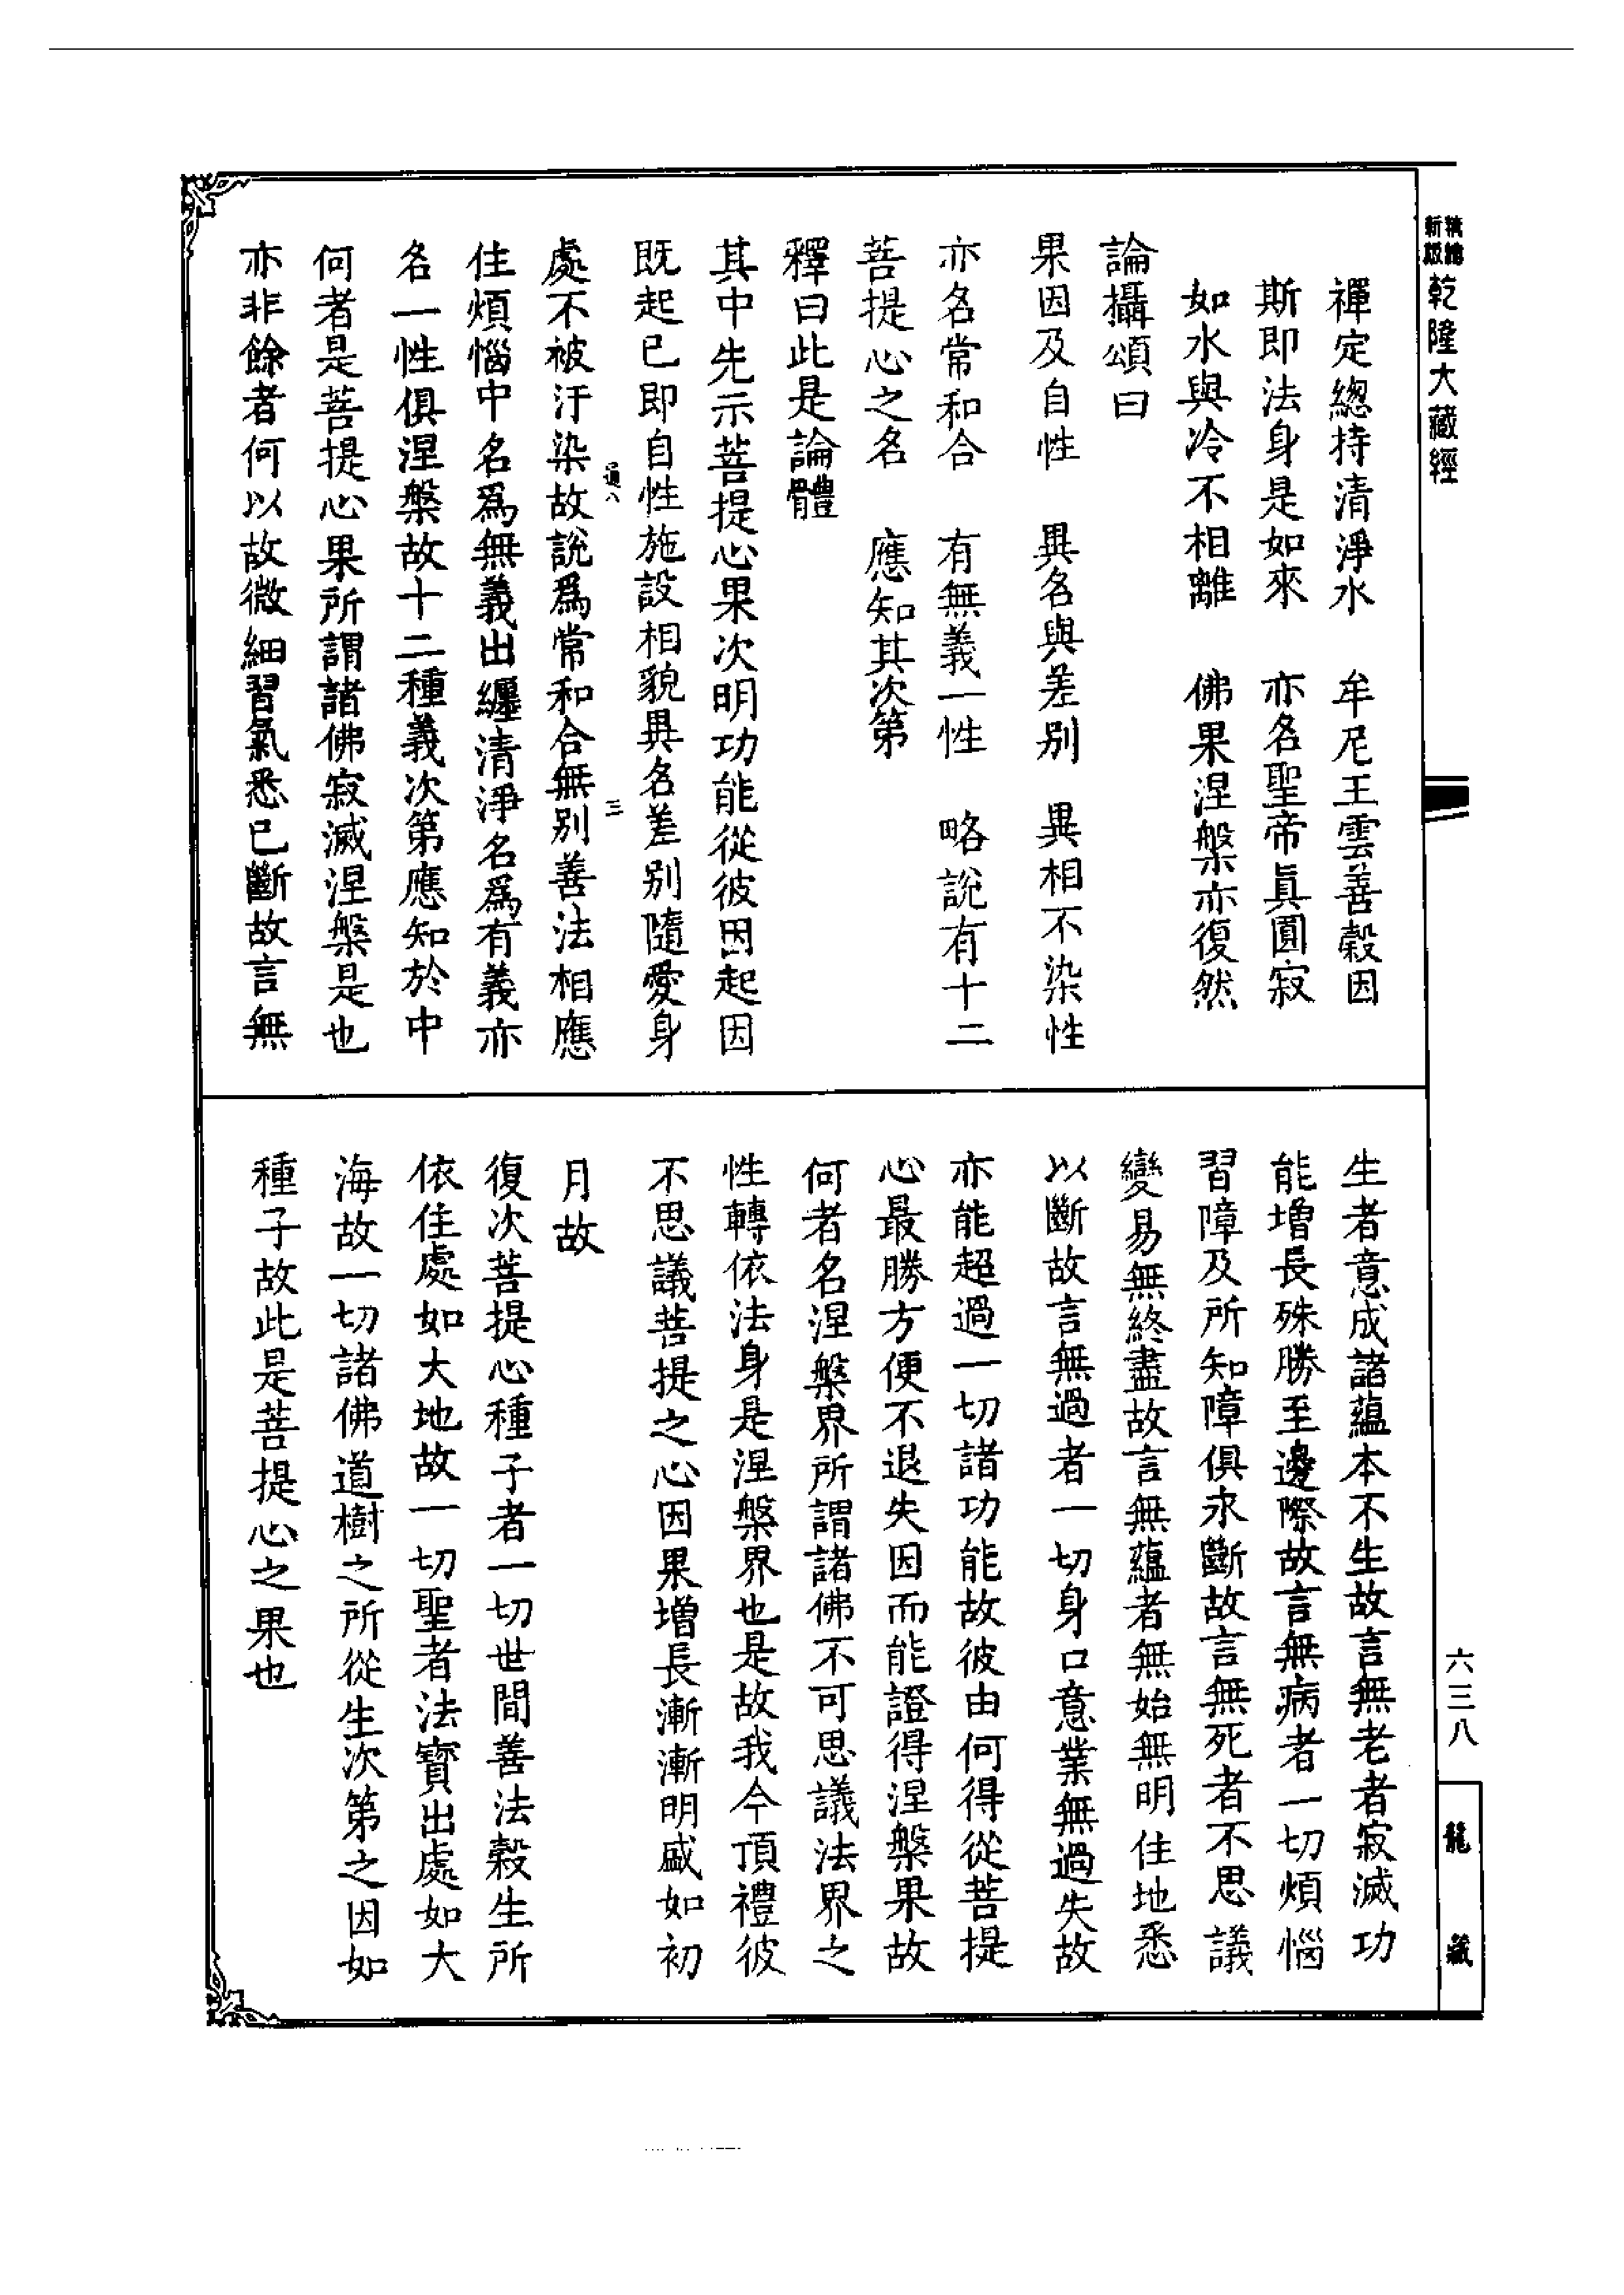 乾隆大藏經
禪定總持清淨水　牟尼王雲善穀因
斯即法身是如來　亦名聖帝眞圓寂
如水與冷不相離　佛果涅槃亦復然
論攝頌曰
果因及自性　異名與差別　異相不染性
亦名常和合　有無義一性　略說有十二
菩提心之名　應知其次第
釋曰此是論體
其中先示菩提心果次明功能從彼因起因
既起已即自性施設相貌異名差別隨愛身
通八　三
處不被汙染故說爲常和合無別善法相應
住煩惱中名爲無義出纏清淨名爲有義亦
名一性俱涅槃故十二種義次第應知於中
何者是菩提心果所謂諸佛寂滅涅槃是也
亦非餘者何以故微細習氣悉已斷故言無
生者意成諸蘊本不生故言無老者寂滅功
能增長殊勝至邊際故言無病者一切煩惱
習障及所知障俱永斷故言無死者不思議
變易無終盡故言無蘊者無始無明住地悉
以斷故言無過者一切身口意業無過失故
亦能超過一切諸功能故彼由何得從菩提
心最勝方便不退失因而能證得涅槃果故
何者名涅槃界所謂諸佛不可思議法界之
性轉依法身是涅槃界也是故我今頂禮彼
不思議菩提之心因果增長漸漸明盛如初
月故
復次菩提心種子者一切世間善法穀生所
依住處如大地故一切聖者法寶出處如大
海故一切諸佛道樹之所從生次第之因如
種子故此是菩提心之果也
六三八
龍藏